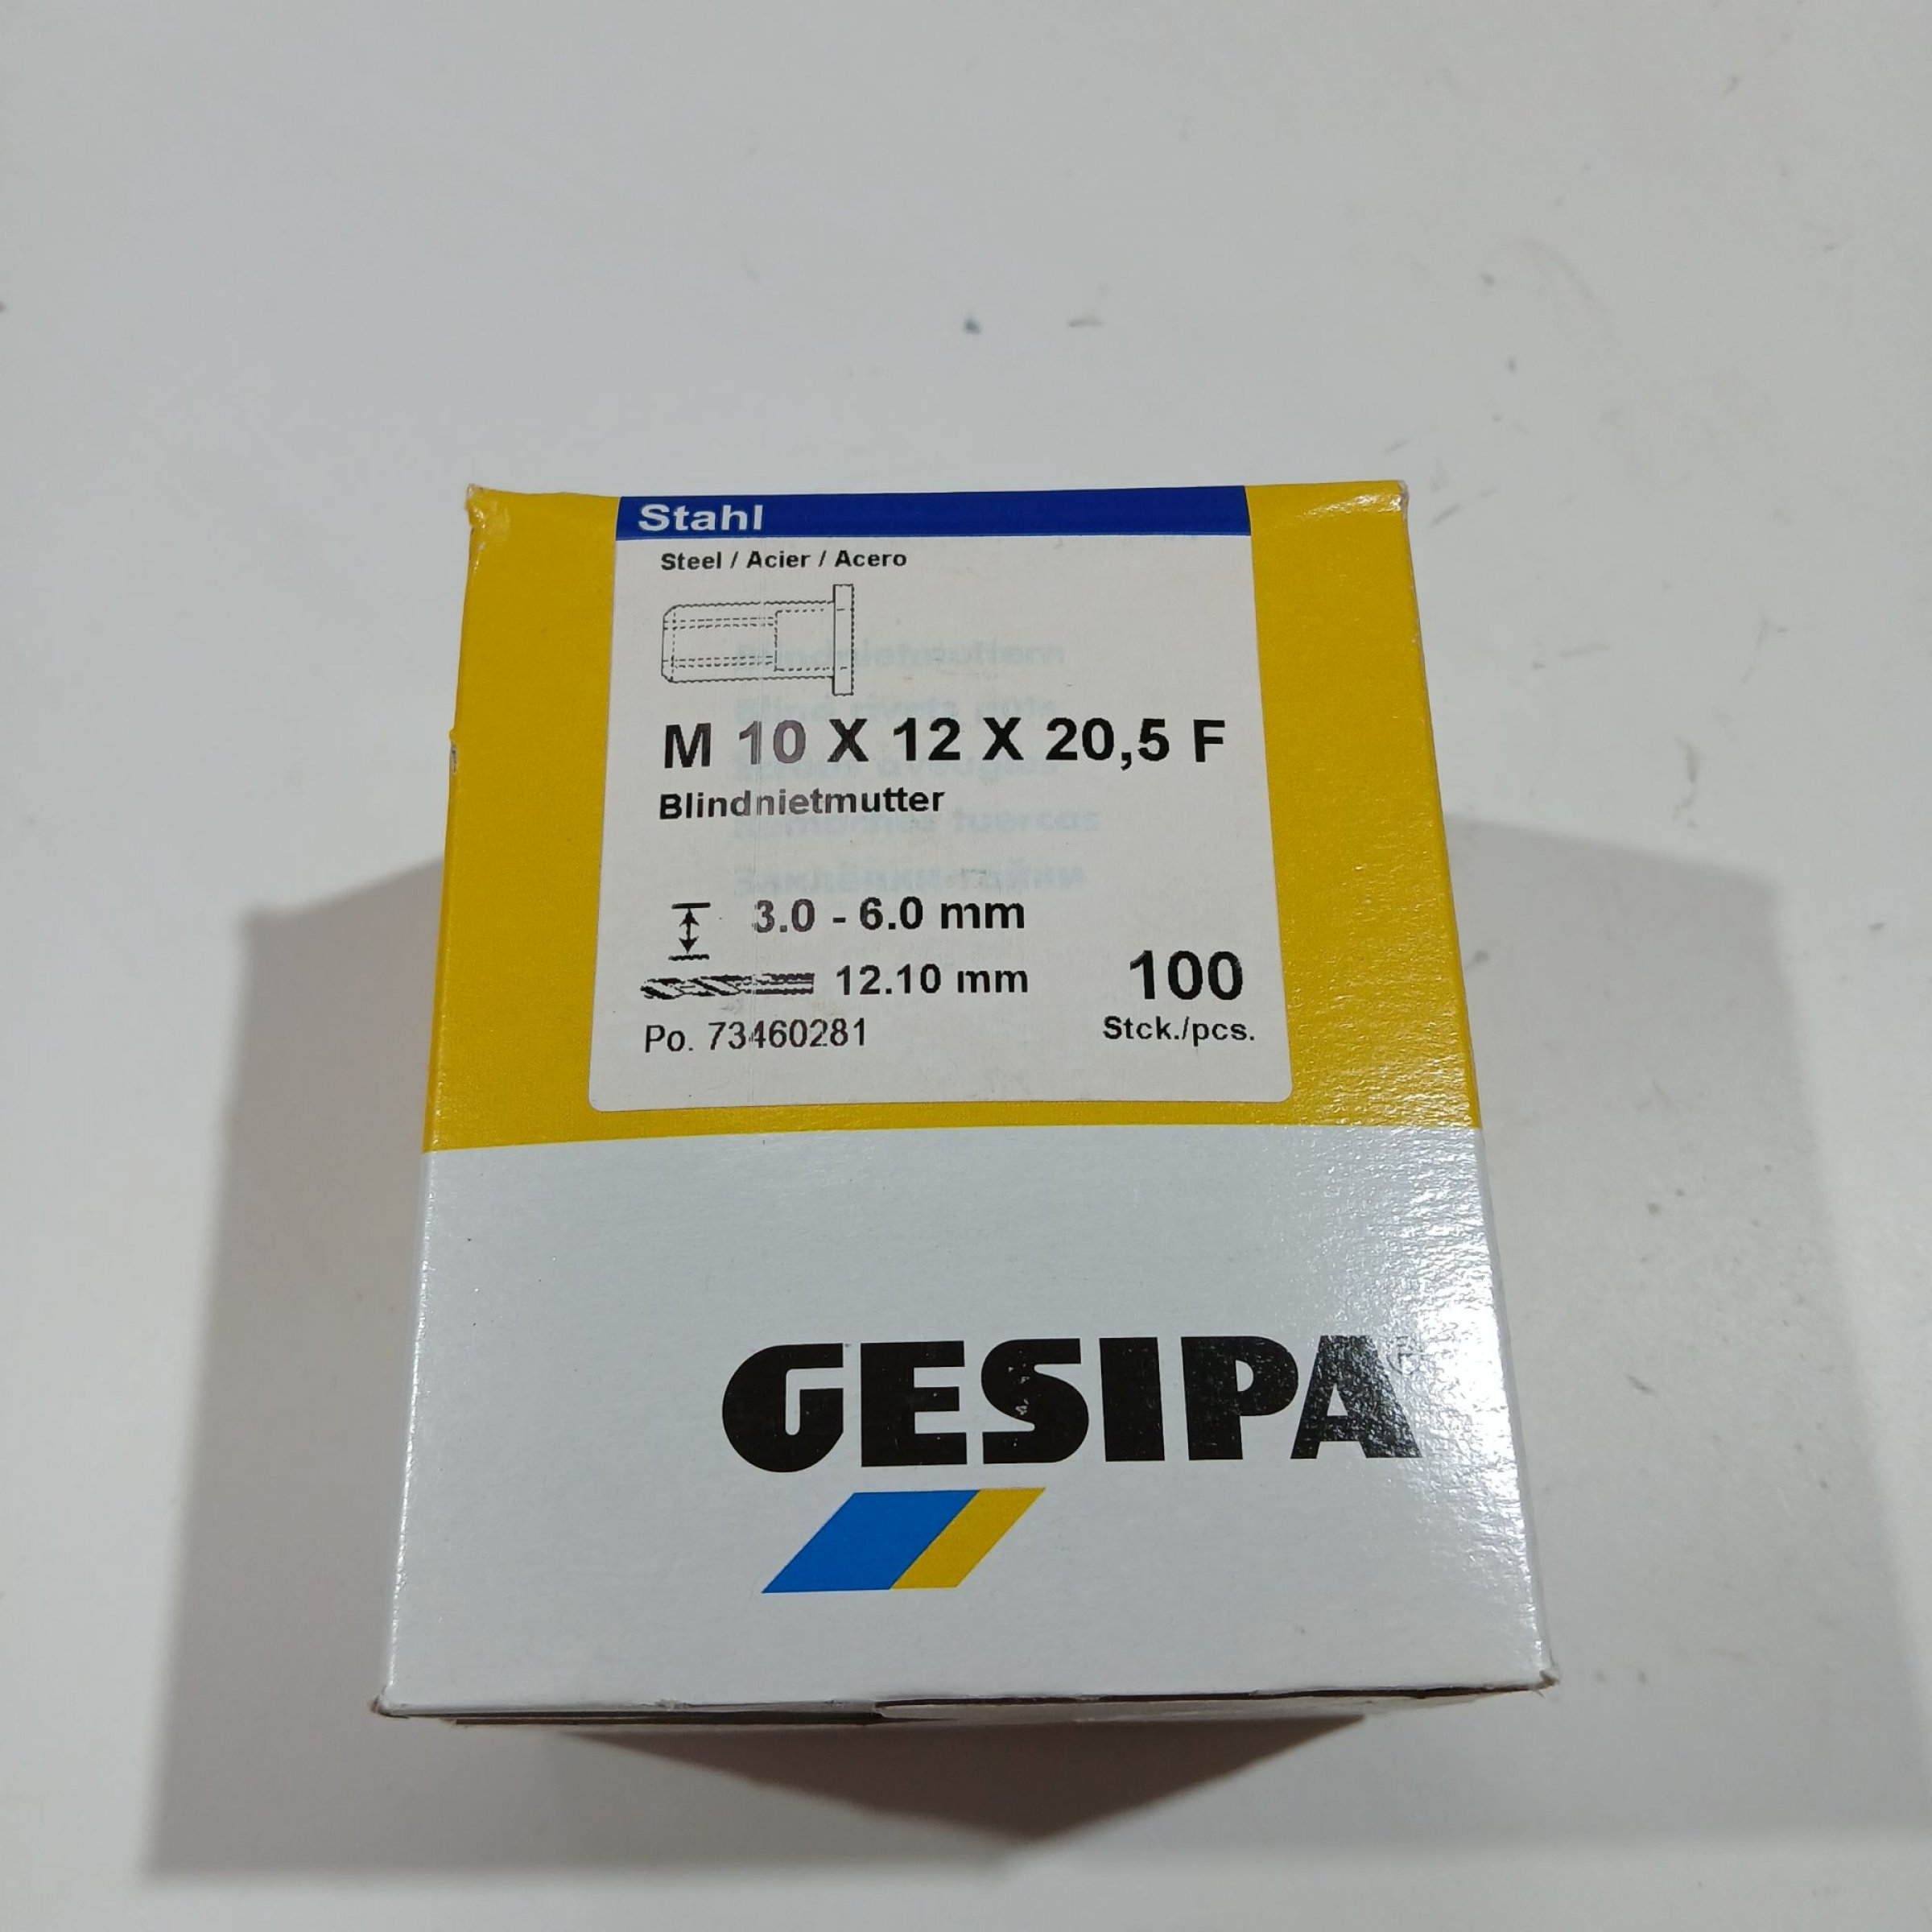 Stahl
Steel / Acier / Acero
Blindnietmuttern
M 10 X 12 X 20,5 F
Blindnietmutter
3.0 - 6.0 mm
12.10 mm
100
Po. 73460281
Stck./pcs.
GESIPA®